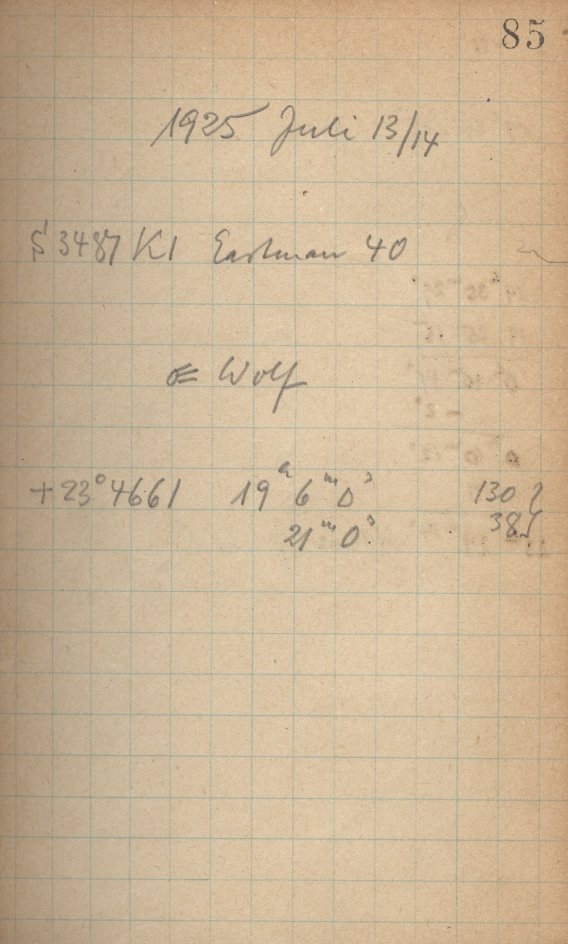 85
1925 Juli 13/14
S 3487 Kl Eastman 40
Wolf
+23° 4661 19h 6m 0s 130
21m 0s 38